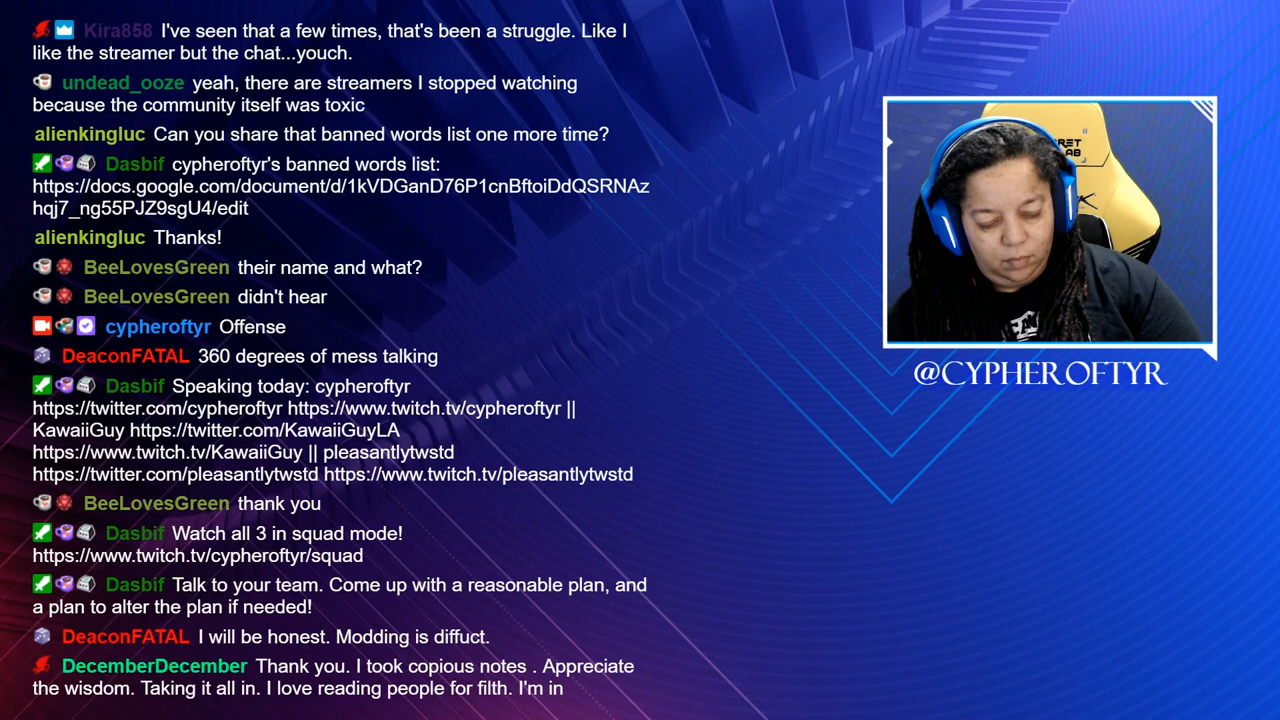 Kira858 I've seen that a few times, that's been a struggle. Like I
like the streamer but the chat...youch.
undead_ooze yeah, there are streamers I stopped watching
because the community itself was toxic
alienkingluc Can you share that banned words list one more time?
Dasbif cypheroftyr's banned words list:
https://docs.google.com/document/d/1kVDGanD76P1cnBftoiDdQSRNAz
hqj7_ng55PJZ9sgU4/edit
alienkingluc Thanks!
BeeLovesGreen their name and what?
BeeLovesGreen didn't hear
cypheroftyr Offense
DeaconFATAL 360 degrees of mess talking
Dasbif Speaking today: cypheroftyr
https://twitter.com/cypheroftyr https://www.twitch.tv/cypheroftyr ||
KawaiiGuy https://twitter.com/KawaiiGuyLA
https://www.twitch.tv/KawaiiGuy || pleasantlytwstd
https://twitter.com/pleasantlytwstd https://www.twitch.tv/pleasantlytwstd
BeeLovesGreen thank you
Dasbif Watch all 3 in squad mode!
https://www.twitch.tv/cypheroftyr/squad
Dasbif Talk to your team. Come up with a reasonable plan, and
a plan to alter the plan if needed!
DeaconFATAL I will be honest. Modding is diffuct.
DecemberDecember Thank you. I took copious notes . Appreciate
the wisdom. Taking it all in. I love reading people for filth. I'm in
@CYPHEROFTYR